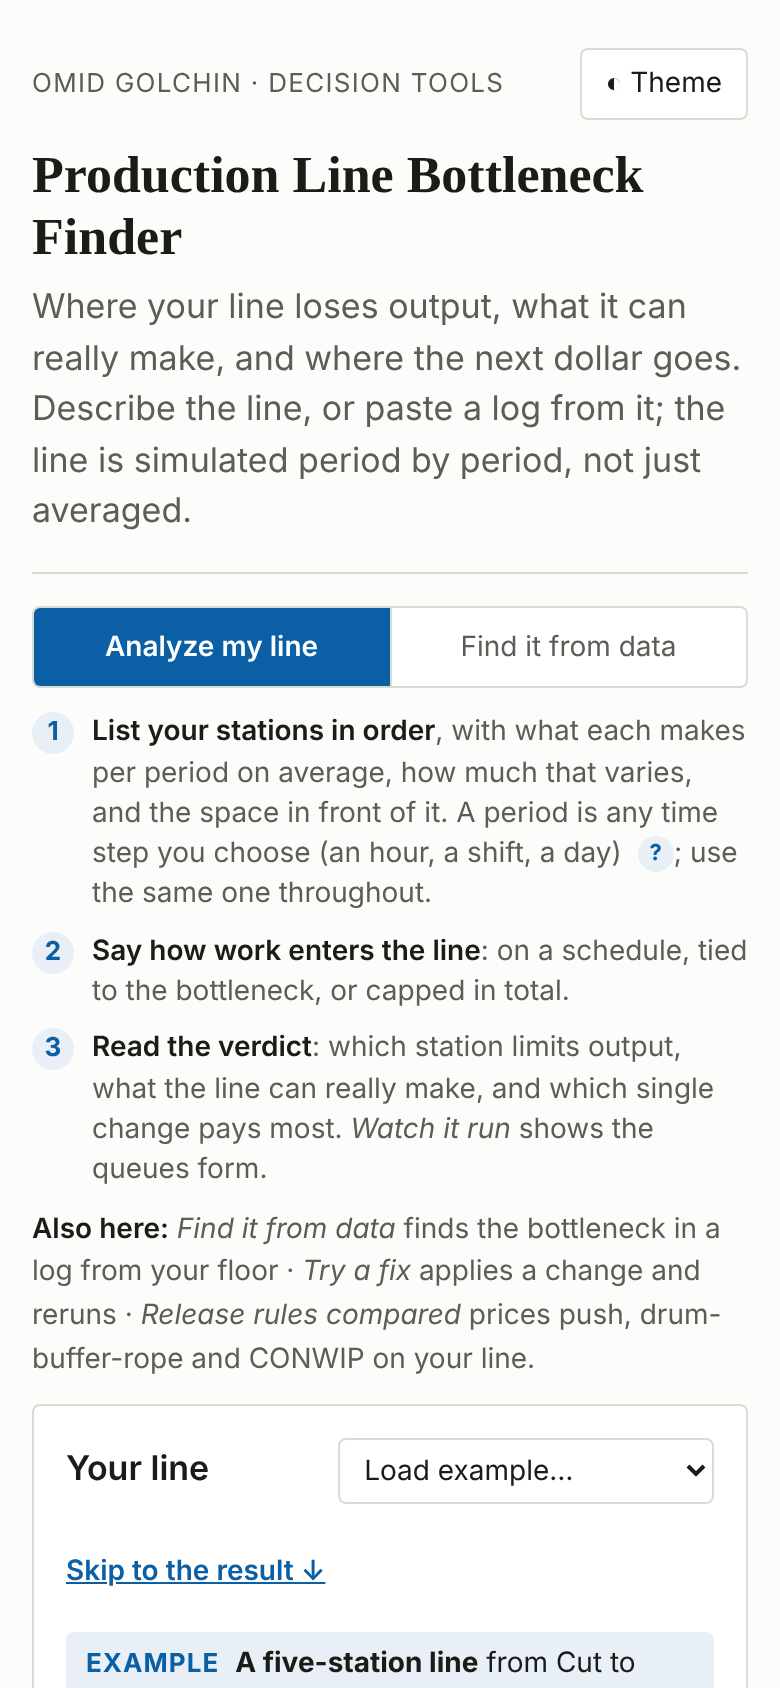 OMID GOLCHIN · DECISION TOOLS
Theme
Production Line Bottleneck
Finder
Where your line loses output, what it can
really make, and where the next dollar goes.
Describe the line, or paste a log from it; the
line is simulated period by period, not just
averaged.
Analyze my line
Find it from data
1 List your stations in order, with what each makes
per period on average, how much that varies,
and the space in front of it. A period is any time
step you choose (an hour, a shift, a day) ?; use
the same one throughout.
2 Say how work enters the line: on a schedule, tied
to the bottleneck, or capped in total.
3 Read the verdict: which station limits output,
what the line can really make, and which single
change pays most. Watch it run shows the
queues form.
Also here: Find it from data finds the bottleneck in a
log from your floor · Try a fix applies a change and
reruns · Release rules compared prices push, drum-
buffer-rope and CONWIP on your line.
Your line
Load example...
Skip to the result ↓
EXAMPLE A five-station line from Cut to